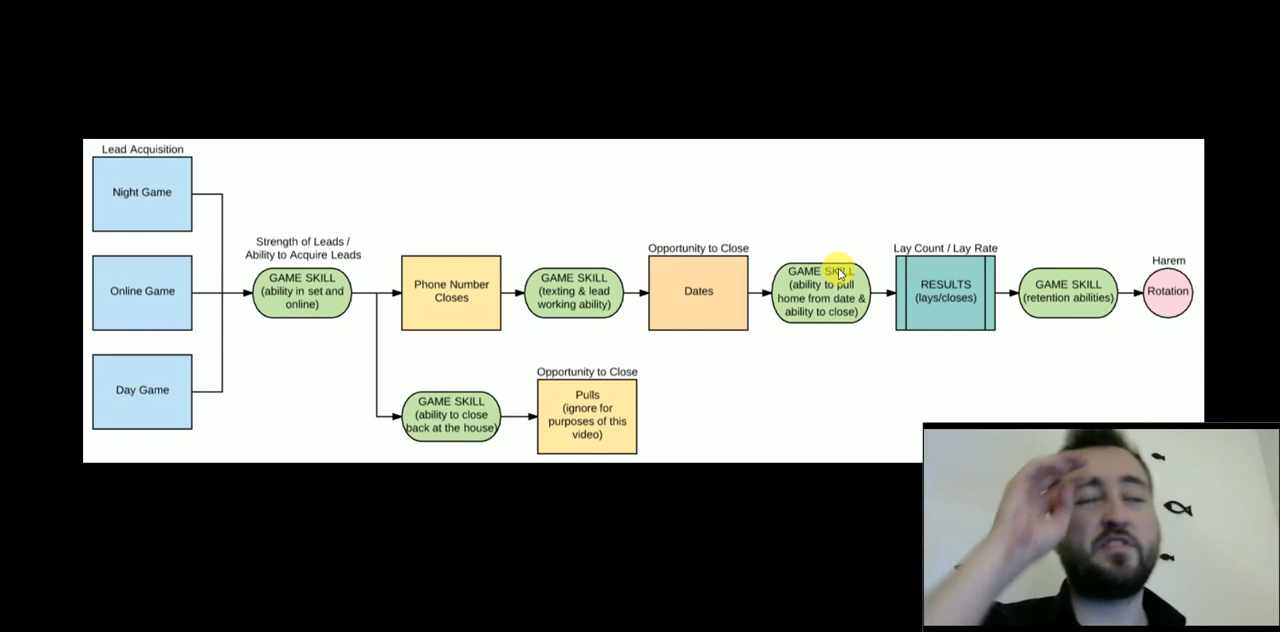 Lead Acquisition
Night Game
Online Game
Day Game
Strength of Leads /
Ability to Acquire Leads
GAME SKILL
(ability in set and
online)
Phone Number
Closes
GAME SKILL
(texting & lead
working ability)
Opportunity to Close
Dates
GAME SKILL
(ability to pull
home from date &
ability to close)
Lay Count / Lay Rate
RESULTS
(lays/closes)
GAME SKILL
(retention abilities)
Harem
Rotation
GAME SKILL
(ability to close
back at the house)
Opportunity to Close
Pulls
(ignore for
purposes of this
video)